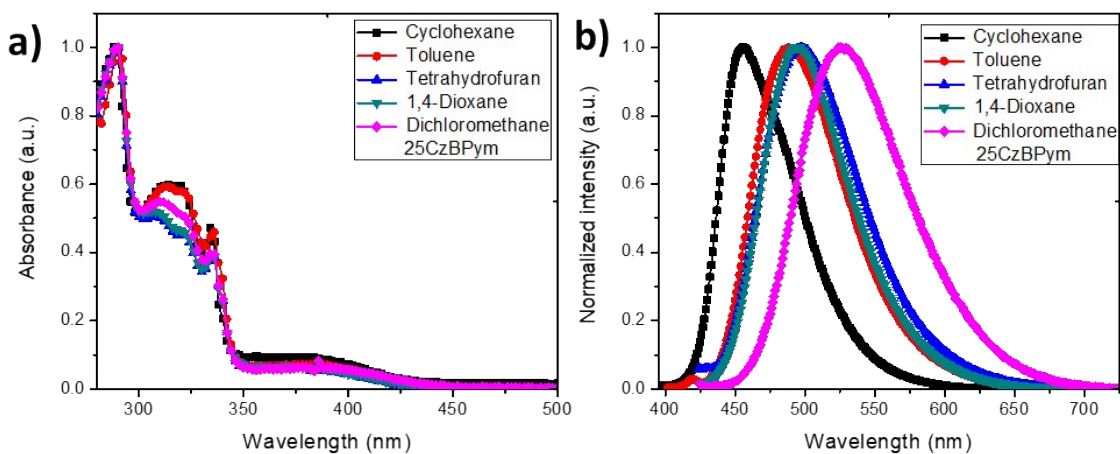 a)
Cyclohexane
Toluene
Tetrahydrofuran
1,4-Dioxane
Dichloromethane
25CzBPym
1.0
0.8
0.6
0.4
0.2
0.0
Absorbance (a.u.)
300 350 400 450 500
Wavelength (nm)
b)
Cyclohexane
Toluene
Tetrahydrofuran
1,4-Dioxane
Dichloromethane
25CzBPym
1.0
0.8
0.6
0.4
0.2
0.0
Normalized intensity (a.u.)
400 450 500 550 600 650 700
Wavelength (nm)